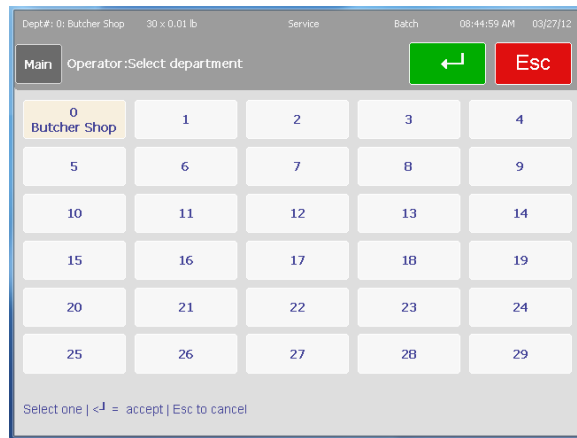 Dept#: 0: Butcher Shop 30 x 0.01 lb Service Batch 08:44:59 AM 03/27/12
Main Operator:Select department Esc
0
Butcher Shop 1 2 3 4
5 6 7 8 9
10 11 12 13 14
15 16 17 18 19
20 21 22 23 24
25 26 27 28 29
Select one | <┘ = accept | Esc to cancel